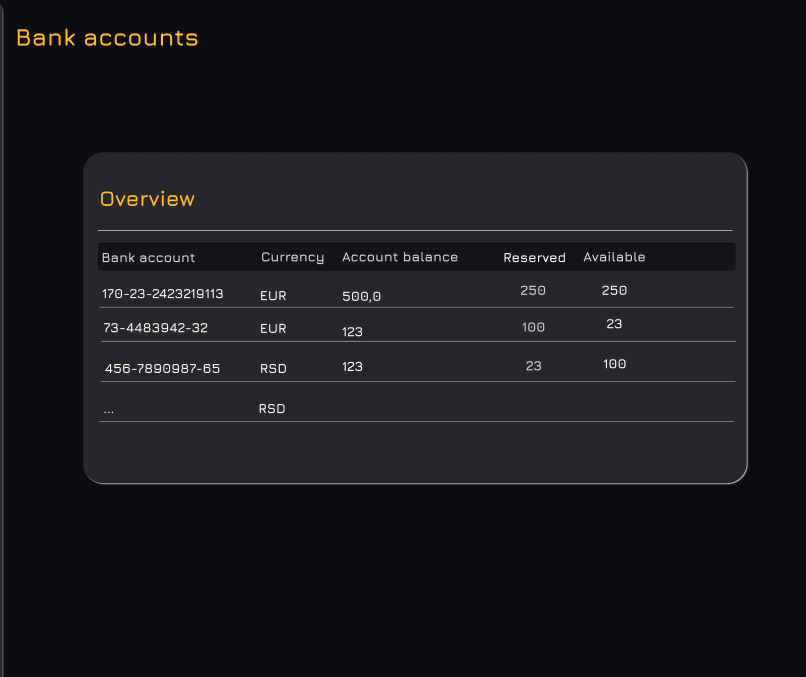 Bank accounts
Overview
Bank account Currency Account balance Reserved Available
170-23-2423219113 EUR 500,0 250 250
73-4483942-32 EUR 123 100 23
456-7890987-65 RSD 123 23 100
... RSD